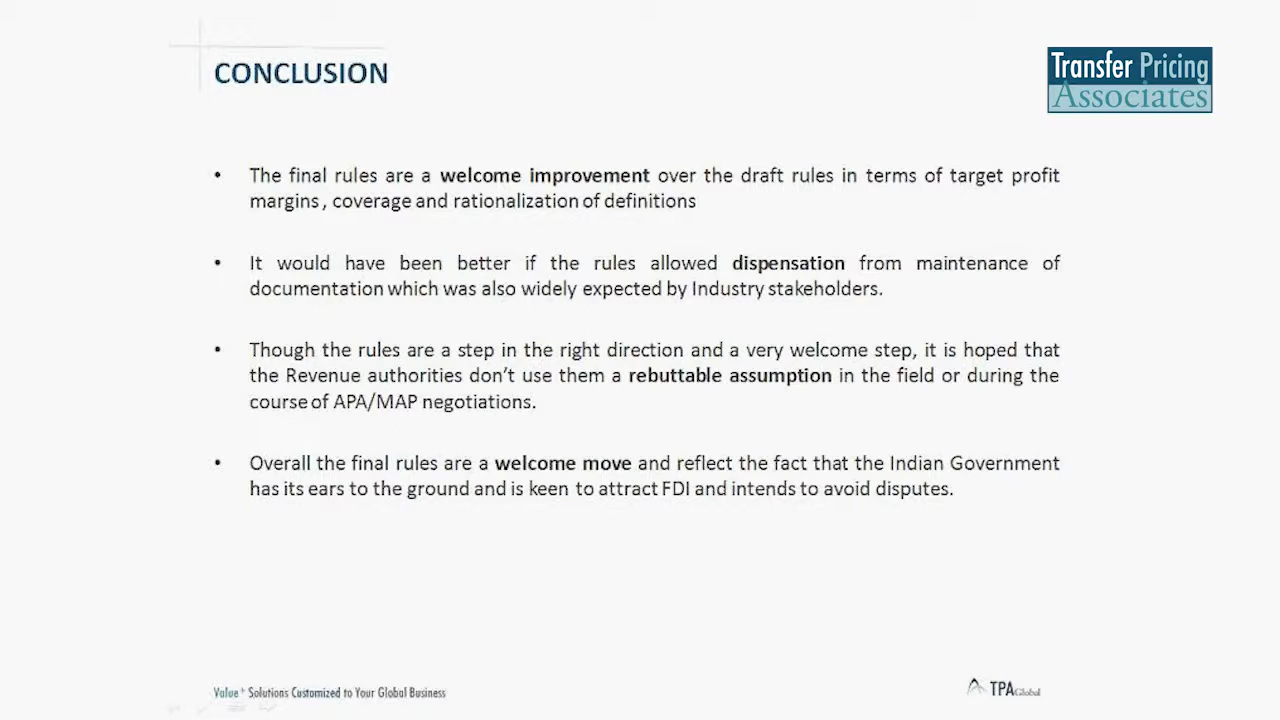 CONCLUSION
Transfer Pricing
Associates
• The final rules are a welcome improvement over the draft rules in terms of target profit
margins , coverage and rationalization of definitions
• It would have been better if the rules allowed dispensation from maintenance of
documentation which was also widely expected by Industry stakeholders.
• Though the rules are a step in the right direction and a very welcome step, it is hoped that
the Revenue authorities don't use them a rebuttable assumption in the field or during the
course of APA/MAP negotiations.
• Overall the final rules are a welcome move and reflect the fact that the Indian Government
has its ears to the ground and is keen to attract FDI and intends to avoid disputes.
Value+ Solutions Customized to Your Global Business
TPA Global